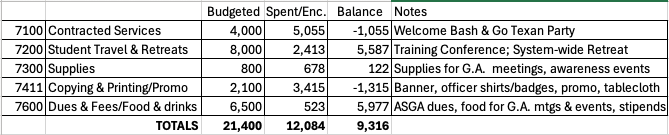 Budgeted Spent/Enc. Balance Notes
7100 Contracted Services 4,000 5,055 -1,055 Welcome Bash & Go Texan Party
7200 Student Travel & Retreats 8,000 2,413 5,587 Training Conference; System-wide Retreat
7300 Supplies 800 678 122 Supplies for G.A. meetings, awareness events
7411 Copying & Printing/Promo 2,100 3,415 -1,315 Banner, officer shirts/badges, promo, tablecloth
7600 Dues & Fees/Food & drinks 6,500 523 5,977 ASGA dues, food for G.A. mtgs & events, stipends
TOTALS 21,400 12,084 9,316